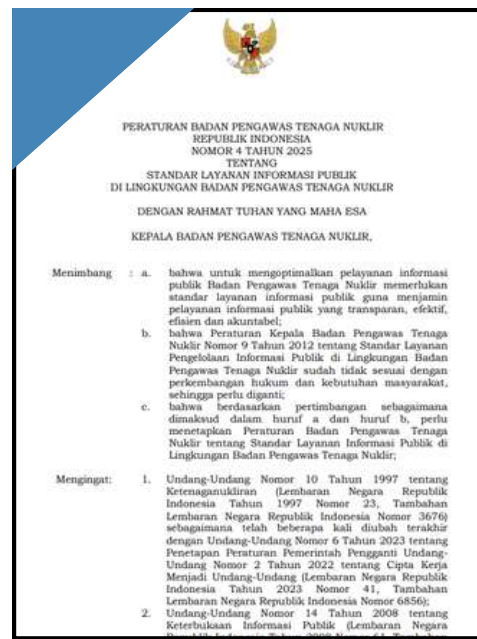 PERATURAN BADAN PENGAWAS TENAGA NUKLIR
REPUBLIK INDONESIA
NOMOR 4 TAHUN 2025
TENTANG
STANDAR LAYANAN INFORMASI PUBLIK
DI LINGKUNGAN BADAN PENGAWAS TENAGA NUKLIR
DENGAN RAHMAT TUHAN YANG MAHA ESA
KEPALA BADAN PENGAWAS TENAGA NUKLIR,
Menimbang : a. bahwa untuk mengoptimalkan pelayanan informasi
publik Badan Pengawas Tenaga Nuklir memerlukan
standar layanan informasi publik guna menjamin
pelayanan informasi publik yang transparan, efektif,
efisien dan akuntabel;
b. bahwa Peraturan Kepala Badan Pengawas Tenaga
Nuklir Nomor 9 Tahun 2012 tentang Standar Layanan
Pengelolaan Informasi Publik di Lingkungan Badan
Pengawas Tenaga Nuklir sudah tidak sesuai dengan
perkembangan hukum dan kebutuhan masyarakat,
sehingga perlu diganti;
c. bahwa berdasarkan pertimbangan sebagaimana
dimaksud dalam huruf a dan huruf b, perlu
menetapkan Peraturan Badan Pengawas Tenaga
Nuklir tentang Standar Layanan Informasi Publik di
Lingkungan Badan Pengawas Tenaga Nuklir;
Mengingat: 1. Undang-Undang Nomor 10 Tahun 1997 tentang
Ketenaganukliran (Lembaran Negara Republik
Indonesia Tahun 1997 Nomor 23, Tambahan
Lembaran Negara Republik Indonesia Nomor 3676)
sebagaimana telah beberapa kali diubah terakhir
dengan Undang-Undang Nomor 6 Tahun 2023 tentang
Penetapan Peraturan Pemerintah Pengganti Undang-
Undang Nomor 2 Tahun 2022 tentang Cipta Kerja
Menjadi Undang-Undang (Lembaran Negara Republik
Indonesia Tahun 2023 Nomor 41, Tambahan
Lembaran Negara Republik Indonesia Nomor 6856);
2. Undang-Undang Nomor 14 Tahun 2008 tentang
Keterbukaan Informasi Publik (Lembaran Negara